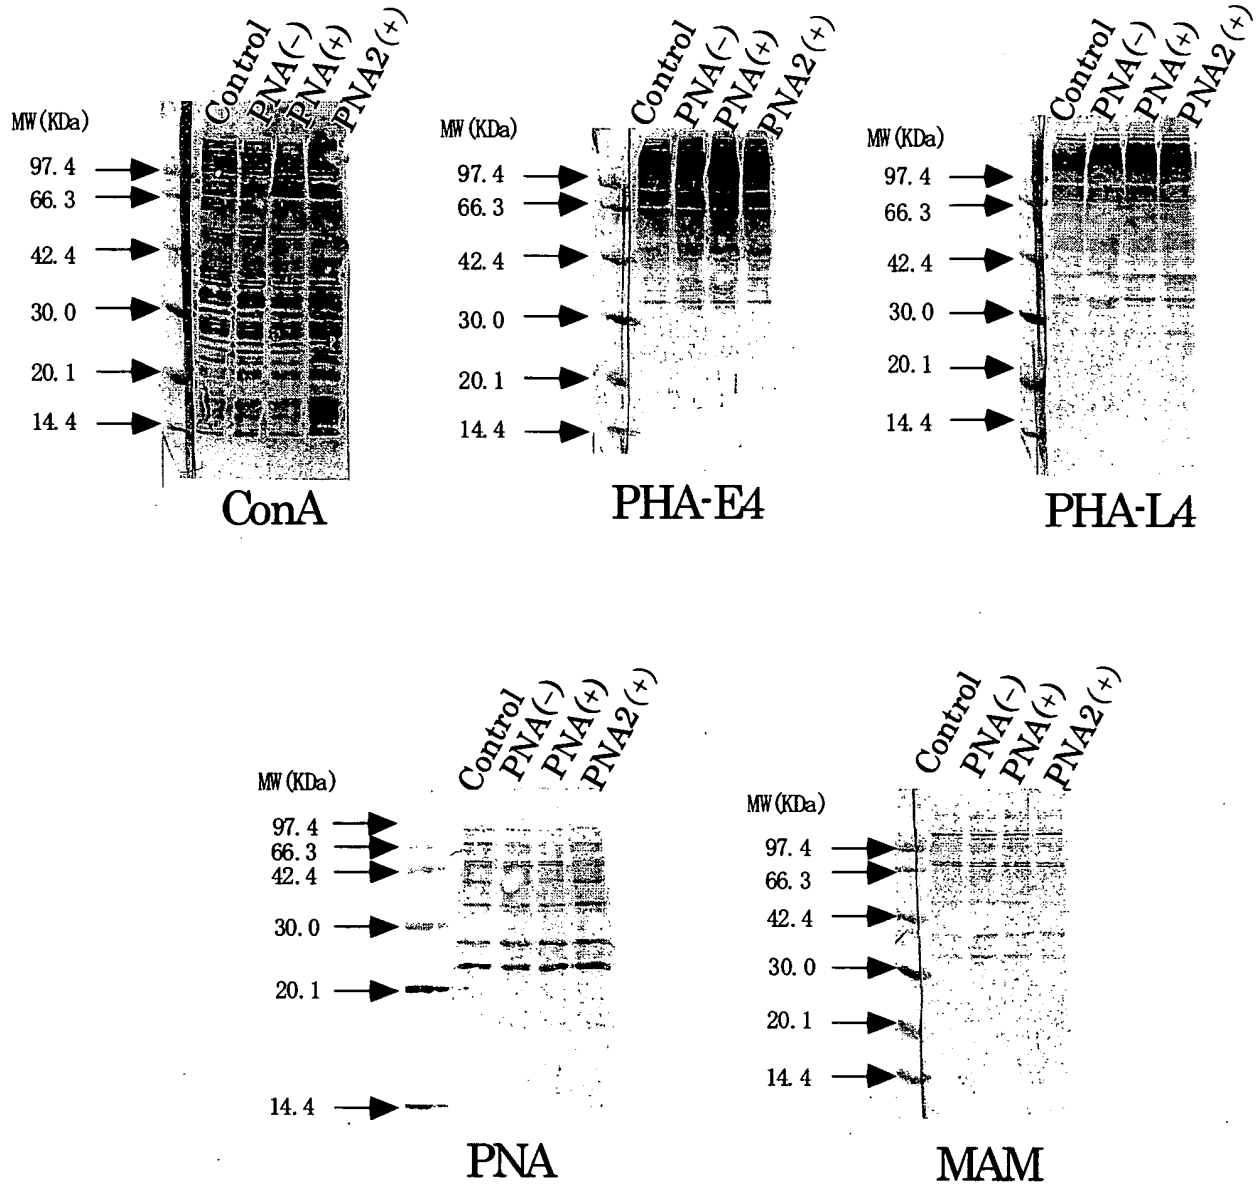 Control PNA(-) PNA(+) PNA2(+)
MW(KDa)
97.4
66.3
42.4
30.0
20.1
14.4
ConA
Control PNA(-) PNA(+) PNA2(+)
MW(KDa)
97.4
66.3
42.4
30.0
20.1
14.4
PHA-E4
Control PNA(-) PNA(+) PNA2(+)
MW(KDa)
97.4
66.3
42.4
30.0
20.1
14.4
PHA-L4
Control PNA(-) PNA(+) PNA2(+)
MW(KDa)
97.4
66.3
42.4
30.0
20.1
14.4
PNA
Control PNA(-) PNA(+) PNA2(+)
MW(KDa)
97.4
66.3
42.4
30.0
20.1
14.4
MAM